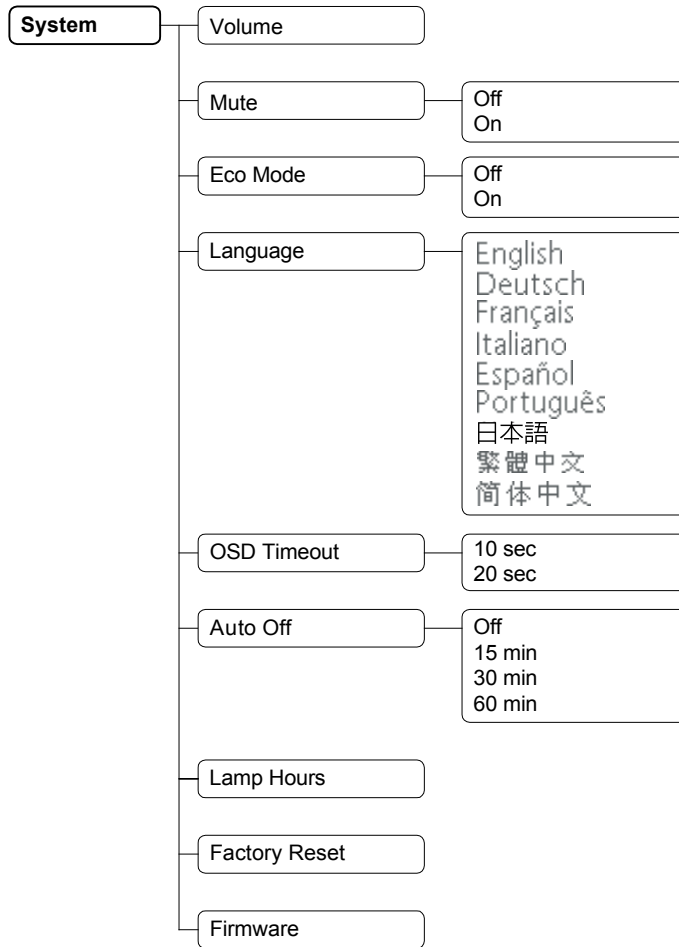 System
Volume
Mute
Off
On
Eco Mode
Off
On
Language
English
Deutsch
Français
Italiano
Español
Português
日本語
繁體中文
简体中文
OSD Timeout
10 sec
20 sec
Auto Off
Off
15 min
30 min
60 min
Lamp Hours
Factory Reset
Firmware